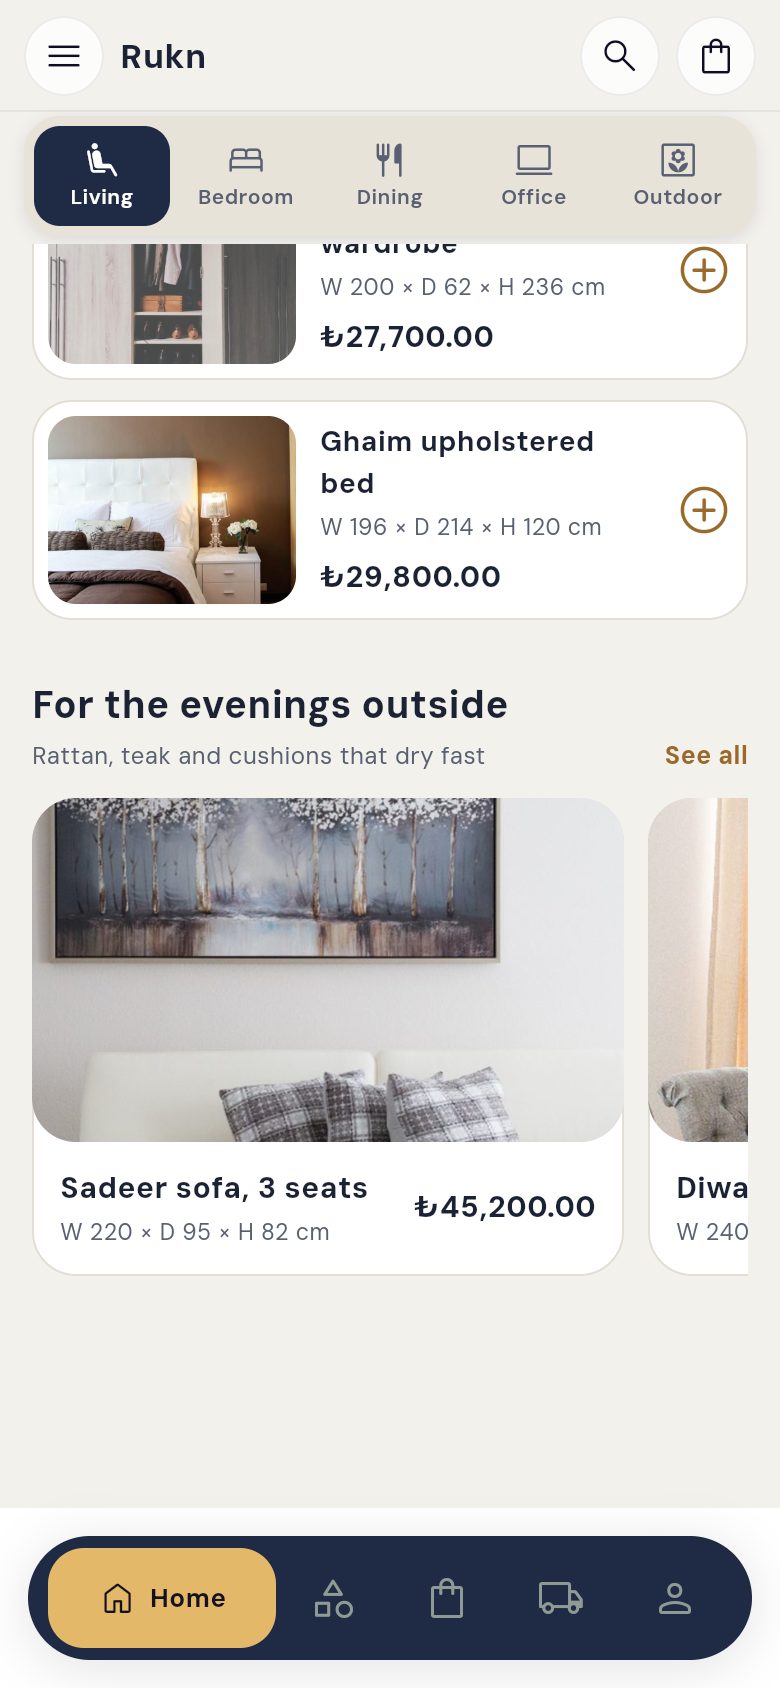 Rukn
Living
Bedroom
Dining
Office
Outdoor
wardrobe
W 200 × D 62 × H 236 cm
₺27,700.00
Ghaim upholstered
bed
W 196 × D 214 × H 120 cm
₺29,800.00
For the evenings outside
Rattan, teak and cushions that dry fast
See all
Sadeer sofa, 3 seats
W 220 × D 95 × H 82 cm
₺45,200.00
Diwa
W 240
Home